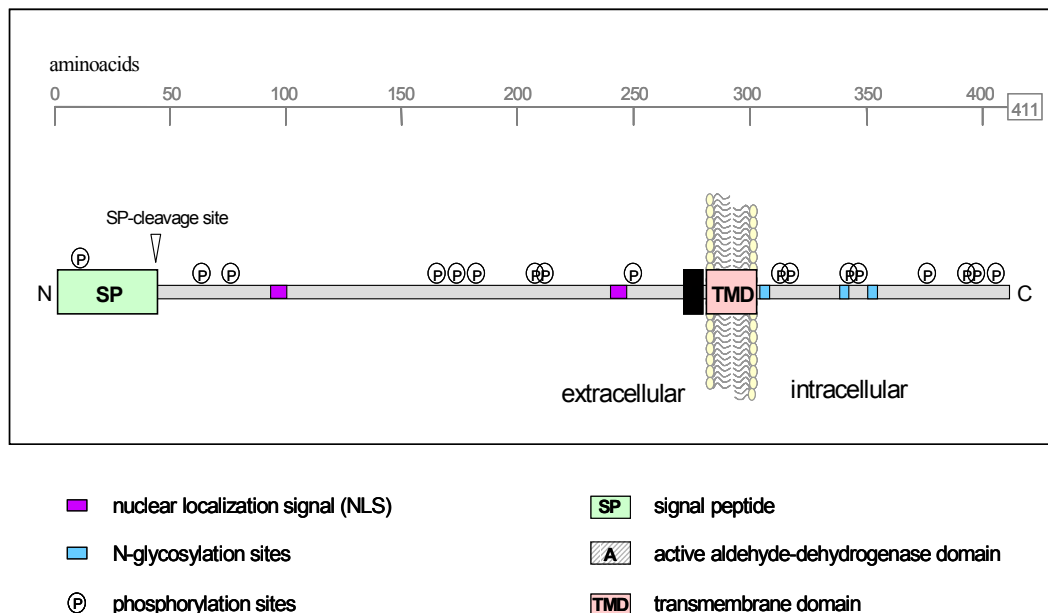 aminoacids
0 50 100 150 200 250 300 350 400 411
SP-cleavage site
P P P P P P P P P P P P P P P P P P
N SP TMD C
extracellular intracellular
nuclear localization signal (NLS) SP signal peptide
N-glycosylation sites A active aldehyde-dehydrogenase domain
P phosphorylation sites TMD transmembrane domain